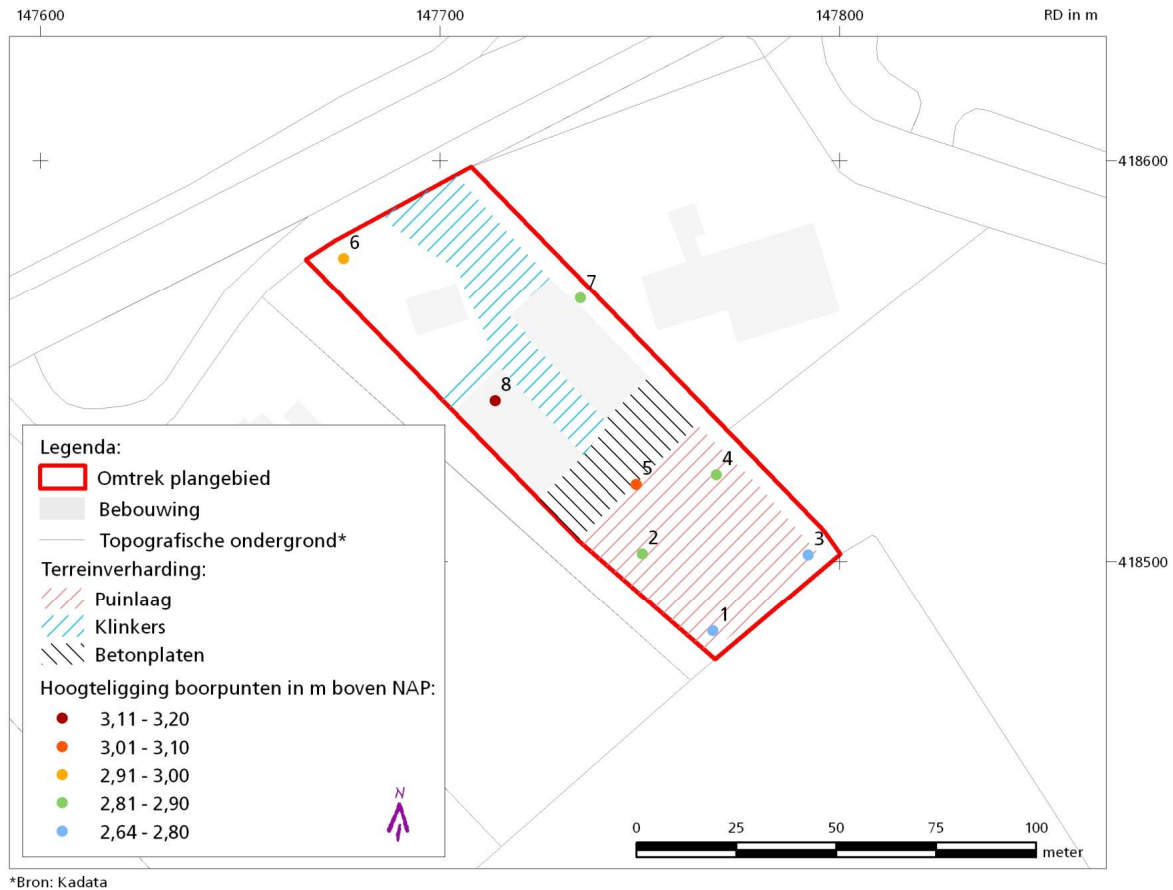 147600 147700 147800 RD in m
418600
6
7
8
4
5
3
2
418500
1
Legenda:
Omtrek plangebied
Bebouwing
Topografische ondergrond*
Terreinverharding:
Puinlaag
Klinkers
Betonplaten
Hoogteligging boorpunten in m boven NAP:
3,11 - 3,20
3,01 - 3,10
2,91 - 3,00
2,81 - 2,90
2,64 - 2,80
N
0 25 50 75 100
meter
*Bron: Kadata